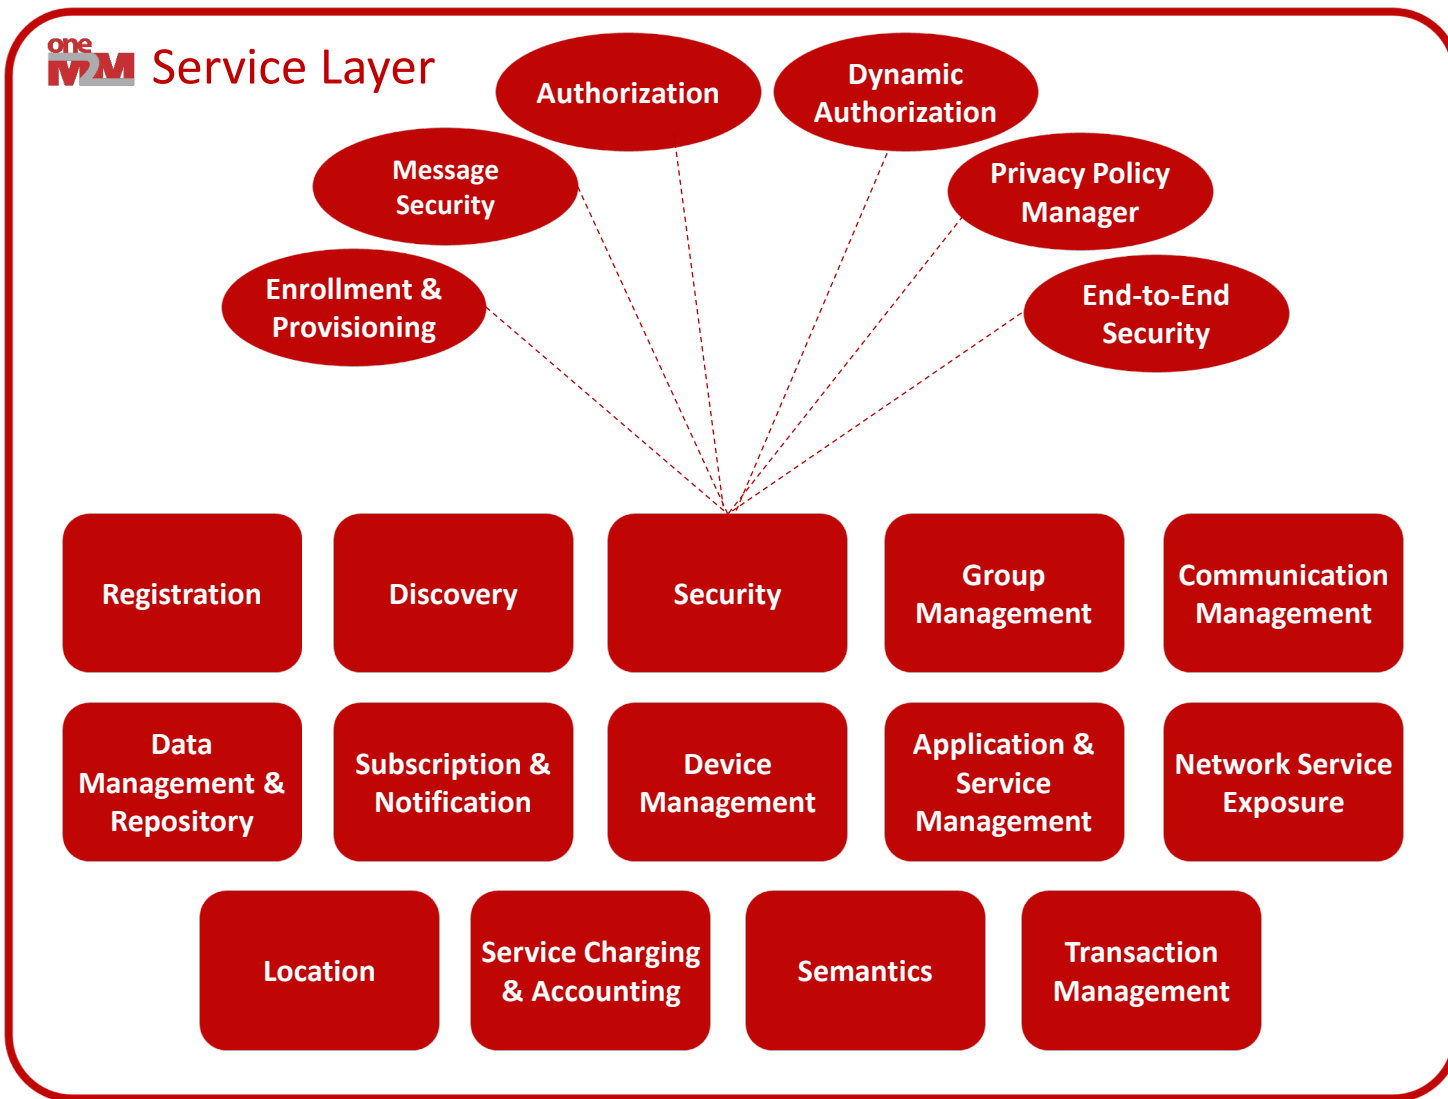 one
M2M
Service Layer
Authorization
Dynamic
Authorization
Message
Security
Privacy Policy
Manager
Enrollment &
Provisioning
End-to-End
Security
Registration
Discovery
Security
Group
Management
Communication
Management
Data
Management &
Repository
Subscription &
Notification
Device
Management
Application &
Service
Management
Network Service
Exposure
Location
Service Charging
& Accounting
Semantics
Transaction
Management